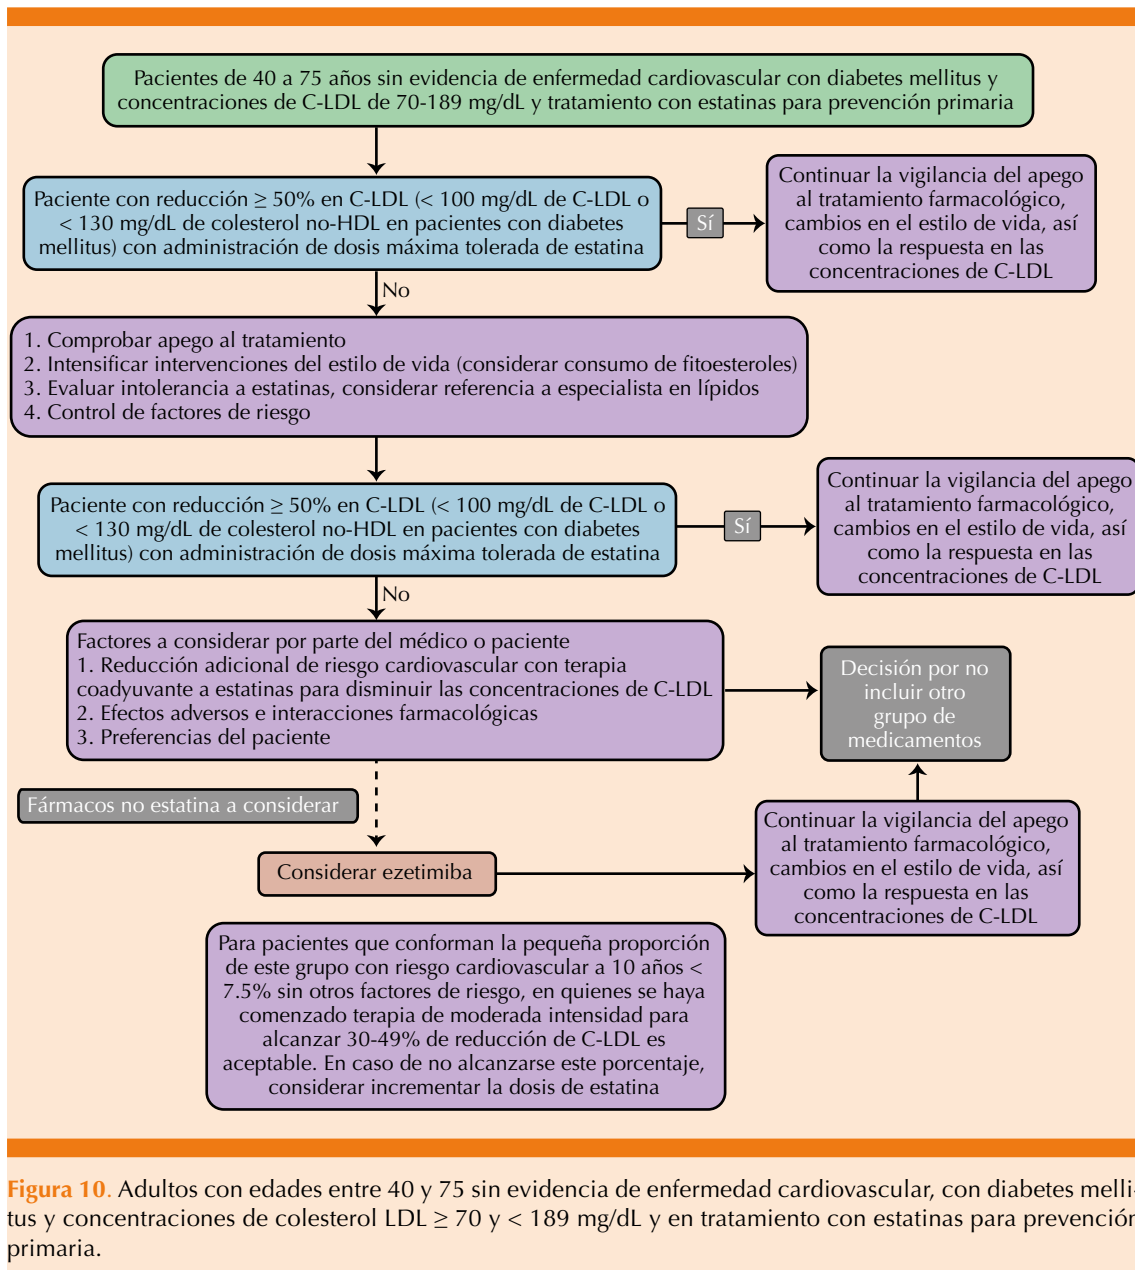 Pacientes de 40 a 75 años sin evidencia de enfermedad cardiovascular con diabetes mellitus y
concentraciones de C-LDL de 70-189 mg/dL y tratamiento con estatinas para prevención primaria
Paciente con reducción ≥ 50% en C-LDL (< 100 mg/dL de C-LDL o
< 130 mg/dL de colesterol no-HDL en pacientes con diabetes
mellitus) con administración de dosis máxima tolerada de estatina
Sí
Continuar la vigilancia del apego
al tratamiento farmacológico,
cambios en el estilo de vida, así
como la respuesta en las
concentraciones de C-LDL
No
1. Comprobar apego al tratamiento
2. Intensificar intervenciones del estilo de vida (considerar consumo de fitoesteroles)
3. Evaluar intolerancia a estatinas, considerar referencia a especialista en lípidos
4. Control de factores de riesgo
Paciente con reducción ≥ 50% en C-LDL (< 100 mg/dL de C-LDL o
< 130 mg/dL de colesterol no-HDL en pacientes con diabetes
mellitus) con administración de dosis máxima tolerada de estatina
Sí
Continuar la vigilancia del apego
al tratamiento farmacológico,
cambios en el estilo de vida, así
como la respuesta en las
concentraciones de C-LDL
No
Factores a considerar por parte del médico o paciente
1. Reducción adicional de riesgo cardiovascular con terapia
coadyuvante a estatinas para disminuir las concentraciones de C-LDL
2. Efectos adversos e interacciones farmacológicas
3. Preferencias del paciente
Decisión por no
incluir otro
grupo de
medicamentos
Fármacos no estatina a considerar
Considerar ezetimiba
Continuar la vigilancia del apego
al tratamiento farmacológico,
cambios en el estilo de vida, así
como la respuesta en las
concentraciones de C-LDL
Para pacientes que conforman la pequeña proporción
de este grupo con riesgo cardiovascular a 10 años <
7.5% sin otros factores de riesgo, en quienes se haya
comenzado terapia de moderada intensidad para
alcanzar 30-49% de reducción de C-LDL es
aceptable. En caso de no alcanzarse este porcentaje,
considerar incrementar la dosis de estatina
Figura 10. Adultos con edades entre 40 y 75 sin evidencia de enfermedad cardiovascular, con diabetes melli-
tus y concentraciones de colesterol LDL ≥ 70 y < 189 mg/dL y en tratamiento con estatinas para prevención
primaria.